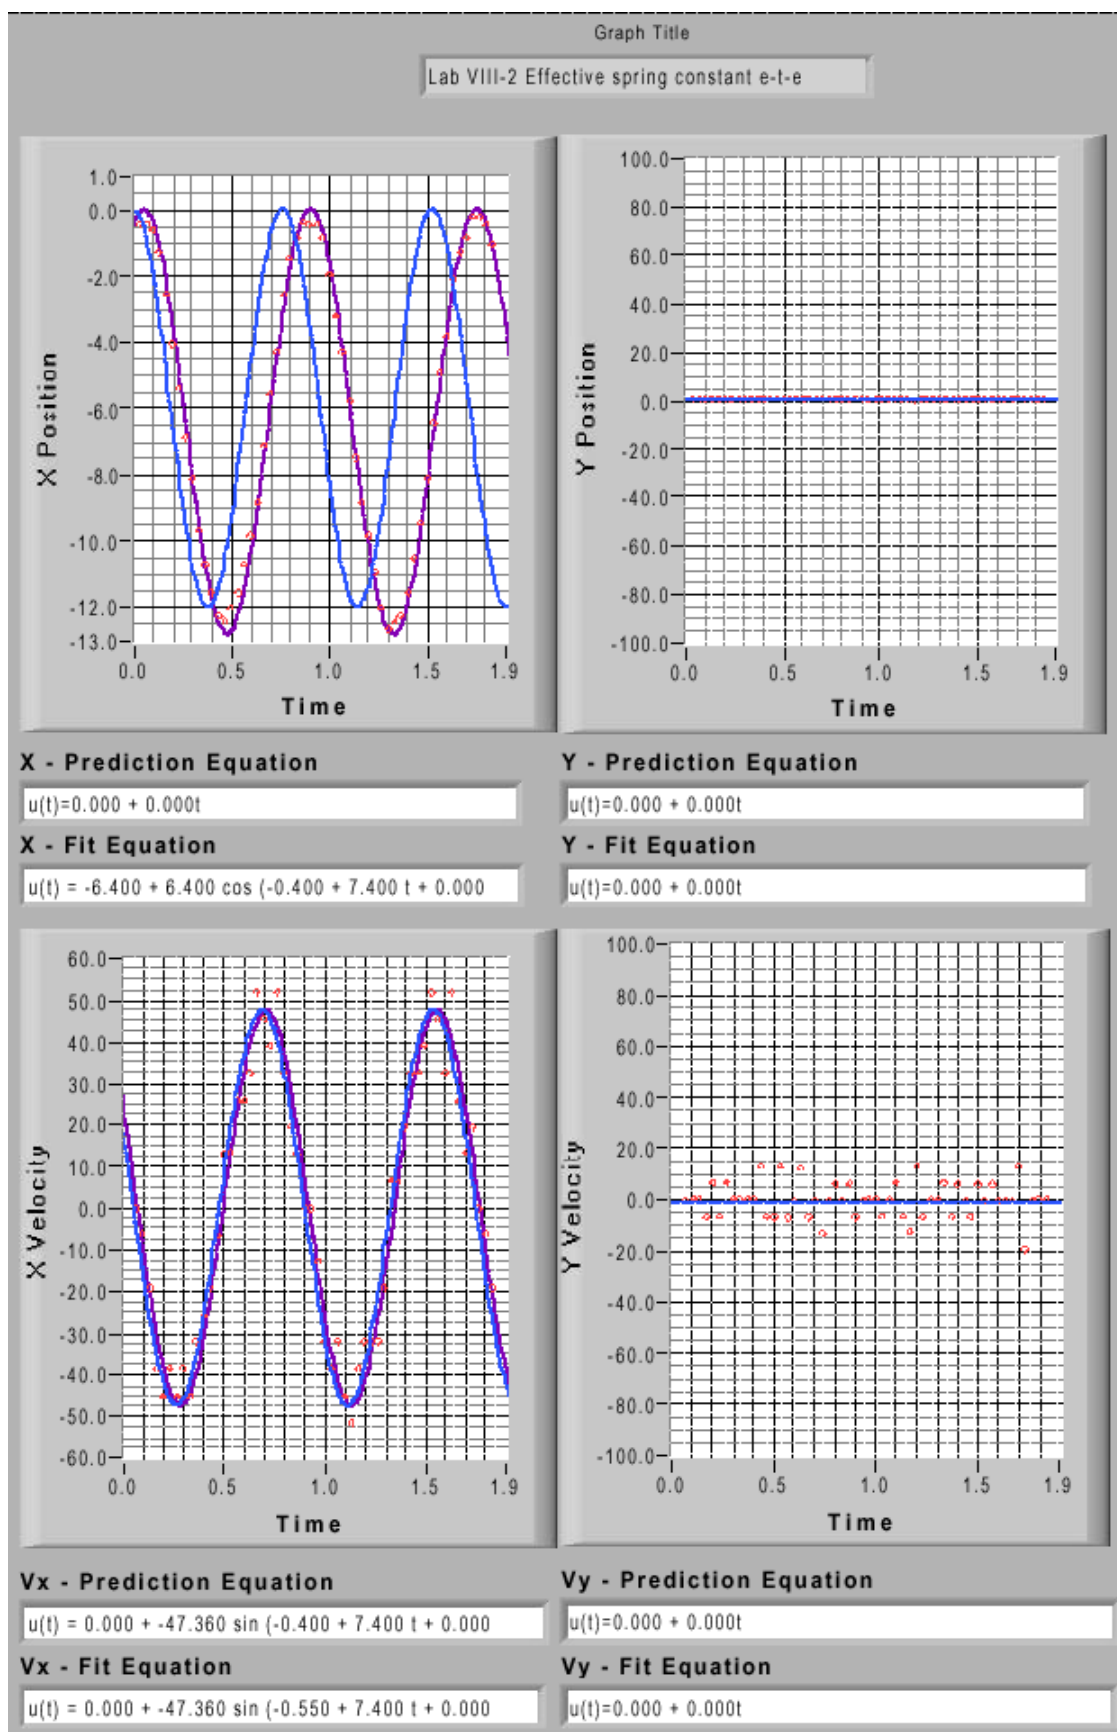 Graph Title
Lab VIII-2 Effective spring constant e-t-e
X Position
1.0
0.0
-2.0
-4.0
-6.0
-8.0
-10.0
-12.0
-13.0
0.0 0.5 1.0 1.5 1.9
Time
Y Position
100.0
80.0
60.0
40.0
20.0
0.0
-20.0
-40.0
-60.0
-80.0
-100.0
0.0 0.5 1.0 1.5 1.9
Time
X - Prediction Equation
u(t)=0.000 + 0.000t
Y - Prediction Equation
u(t)=0.000 + 0.000t
X - Fit Equation
u(t) = -6.400 + 6.400 cos (-0.400 + 7.400 t + 0.000
Y - Fit Equation
u(t)=0.000 + 0.000t
X Velocity
60.0
50.0
40.0
30.0
20.0
10.0
0.0
-10.0
-20.0
-30.0
-40.0
-50.0
-60.0
0.0 0.5 1.0 1.5 1.9
Time
Y Velocity
100.0
80.0
60.0
40.0
20.0
0.0
-20.0
-40.0
-60.0
-80.0
-100.0
0.0 0.5 1.0 1.5 1.9
Time
Vx - Prediction Equation
u(t) = 0.000 + -47.360 sin (-0.400 + 7.400 t + 0.000
Vy - Prediction Equation
u(t)=0.000 + 0.000t
Vx - Fit Equation
u(t) = 0.000 + -47.360 sin (-0.550 + 7.400 t + 0.000
Vy - Fit Equation
u(t)=0.000 + 0.000t